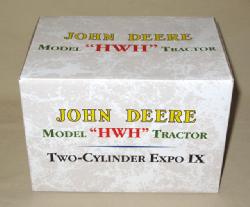 JOHN DEERE
MODEL "HWH" TRACTOR
JOHN DEERE
MODEL "HWH" TRACTOR
TWO-CYLINDER EXPO IX